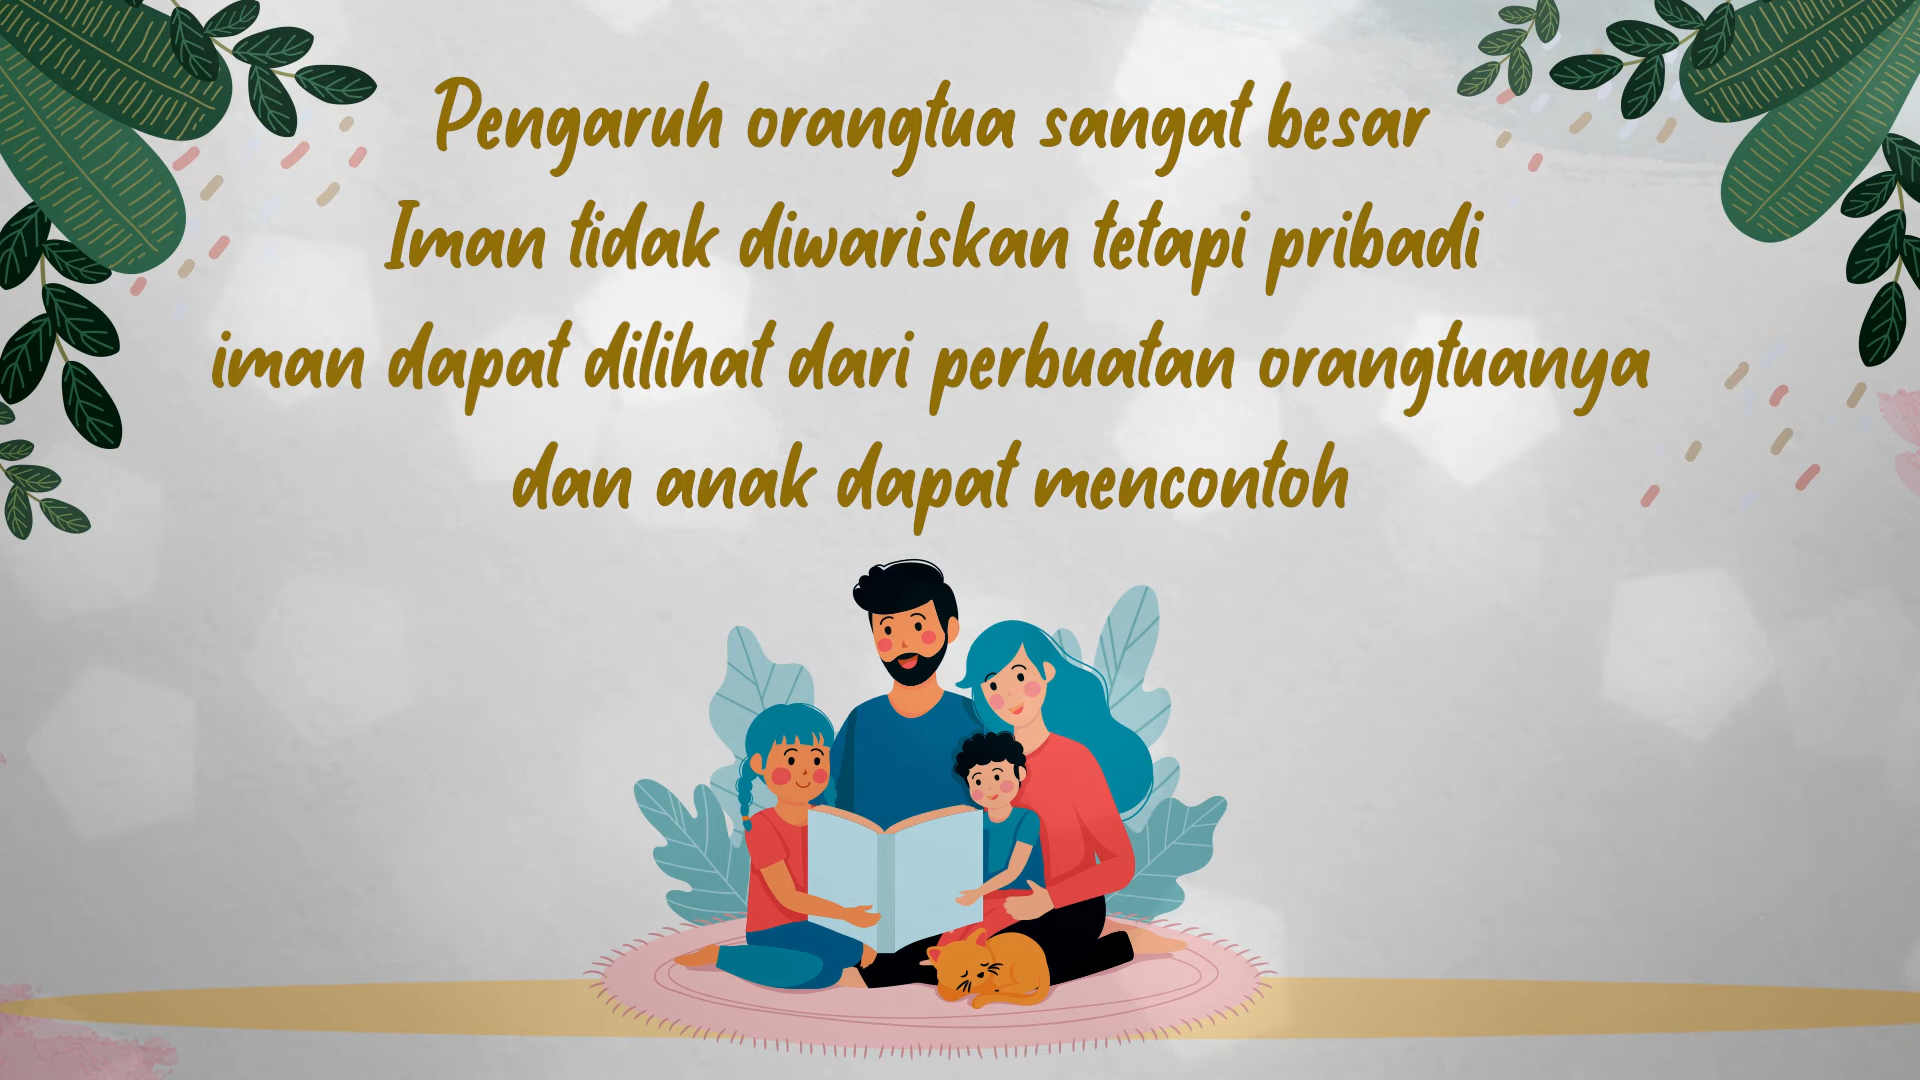 Pengaruh orangtua sangat besar
Iman tidak diwariskan tetapi pribadi
iman dapat dilihat dari perbuatan orangtuanya
dan anak dapat mencontoh